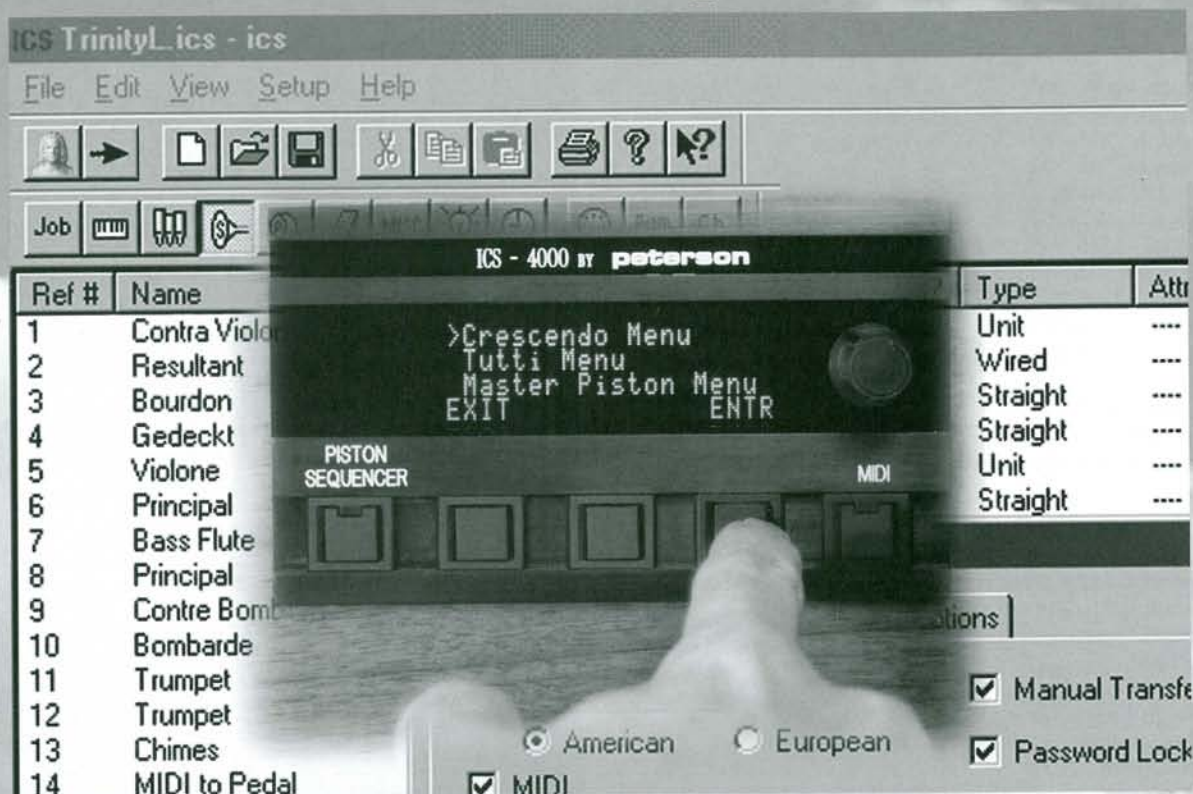 ICS TrinityL_ics - ics
File Edit View Setup Help
Job
ICS - 4000 BY peterson
Ref # Name Type Attr
1 Contra Violo Unit ----
2 Resultant Wired ----
3 Bourdon Straight ----
4 Gedeckt Straight ----
5 Violone Unit ----
6 Principal Straight ----
7 Bass Flute
8 Principal
9 Contre Bom
10 Bombarde
11 Trumpet
12 Trumpet
13 Chimes
14 MIDI to Pedal
>Crescendo Menu
Tutti Menu
Master Piston Menu
EXIT ENTR
PISTON
SEQUENCER
MIDI
Manual Transfe
American European
Password Lock
MIDI